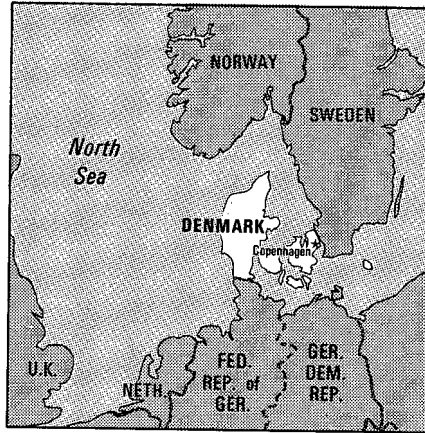 NORWAY
SWEDEN
North
Sea
DENMARK
Copenhagen
U.K.
NETH.
FED.
REP. of
GER.
GER.
DEM.
REP.